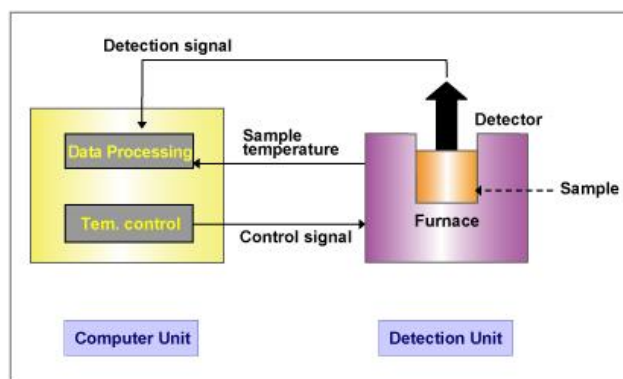 Detection signal
Detector
Data Processing
Sample
temperature
Sample
Tem. control
Furnace
Control signal
Computer Unit
Detection Unit